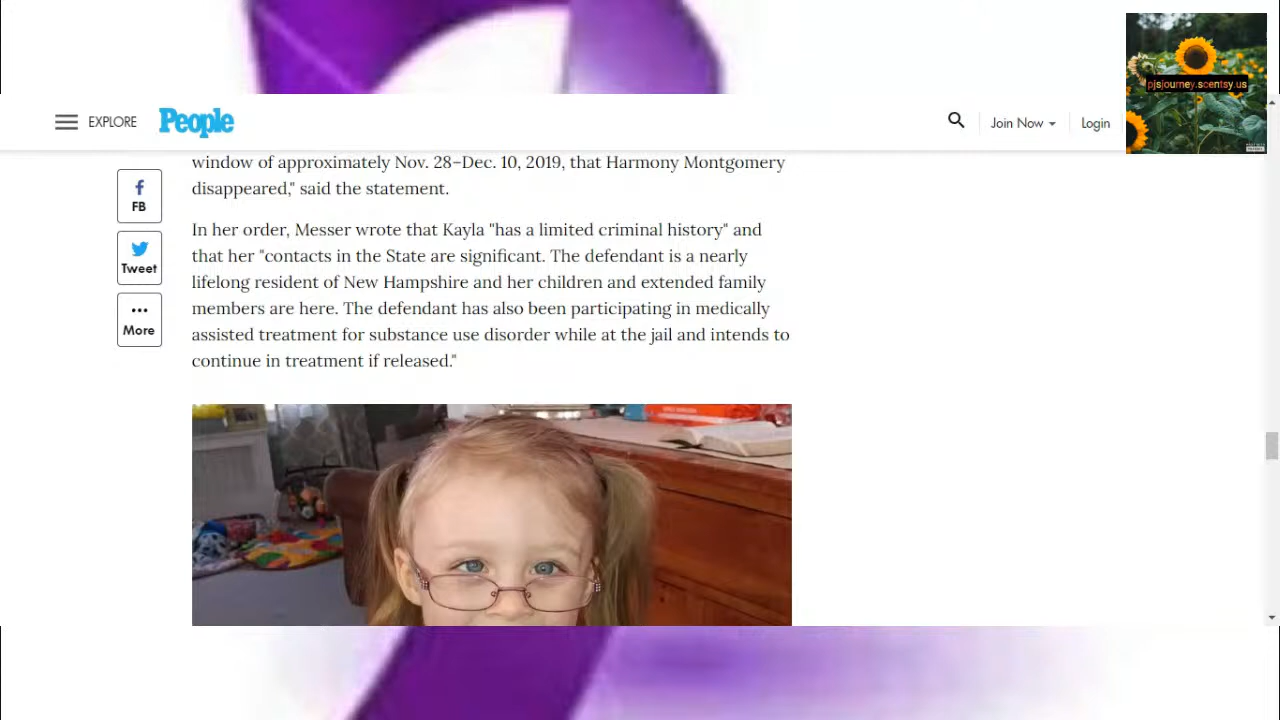 pjsjourney.scentsy.us
EXPLORE
People
Join Now
Login
window of approximately Nov. 28–Dec. 10, 2019, that Harmony Montgomery
disappeared," said the statement.
FB
Tweet
More
In her order, Messer wrote that Kayla "has a limited criminal history" and
that her "contacts in the State are significant. The defendant is a nearly
lifelong resident of New Hampshire and her children and extended family
members are here. The defendant has also been participating in medically
assisted treatment for substance use disorder while at the jail and intends to
continue in treatment if released."